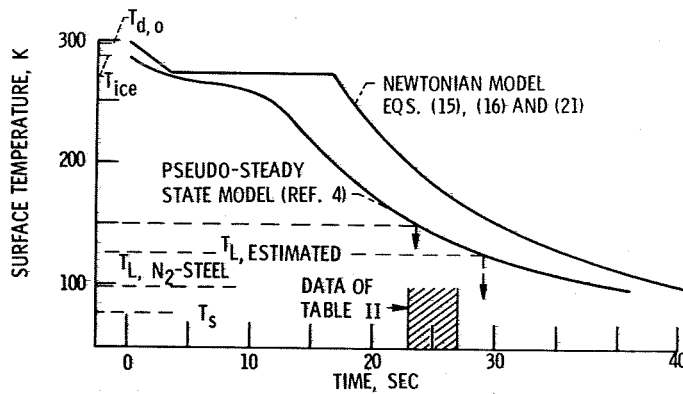 T_d, o
300
T_ice
NEWTONIAN MODEL
EQS. (15), (16) AND (21)
SURFACE TEMPERATURE, K
200
PSEUDO-STEADY
STATE MODEL (REF. 4)
T_L, ESTIMATED
T_L, N2-STEEL
DATA OF
TABLE II
100
T_s
0
10
20
30
40
TIME, SEC